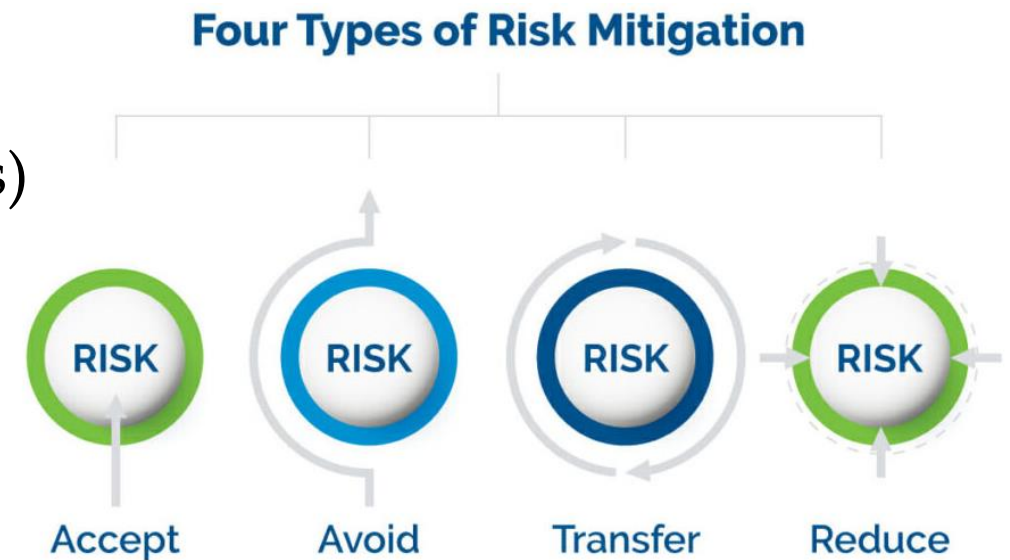 Four Types of Risk Mitigation
s)
RISK RISK RISK RISK
Accept Avoid Transfer Reduce